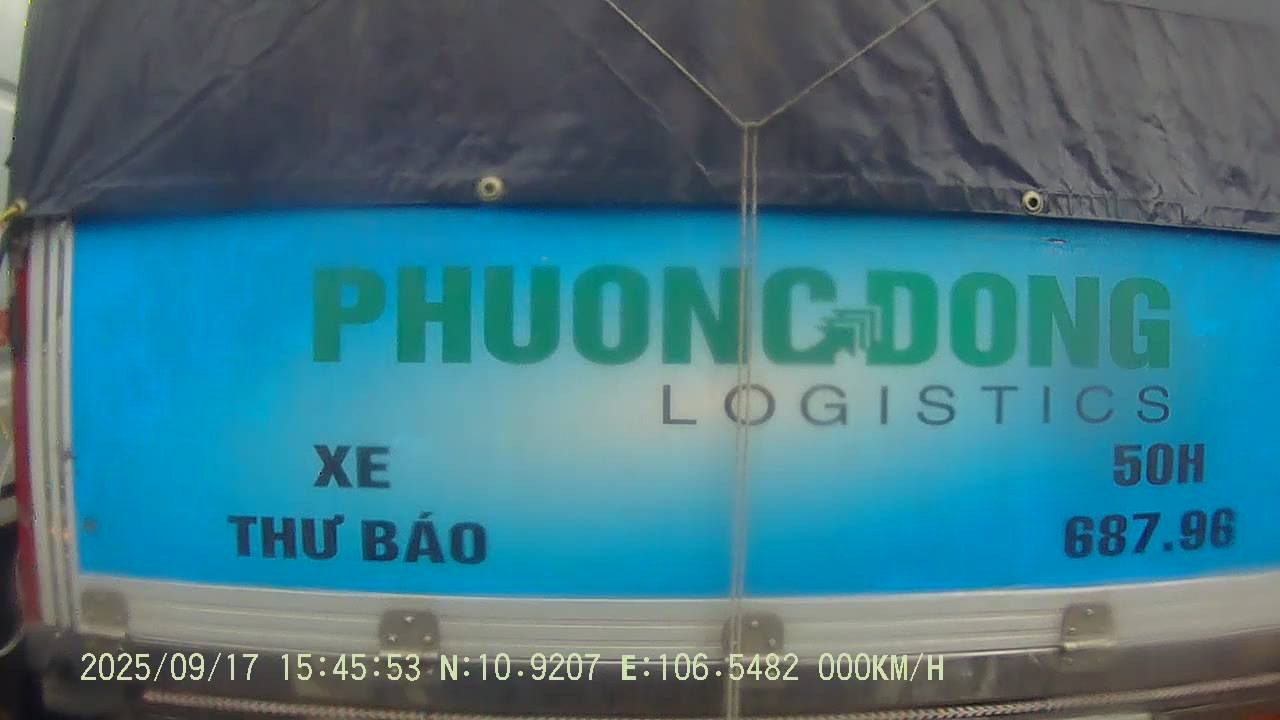 PHUONG DONG
LOGISTICS
XE
THƯ BÁO
50H
687.96
2025/09/17 15:45:53 N:10.9207 E:106.5482 000KM/H